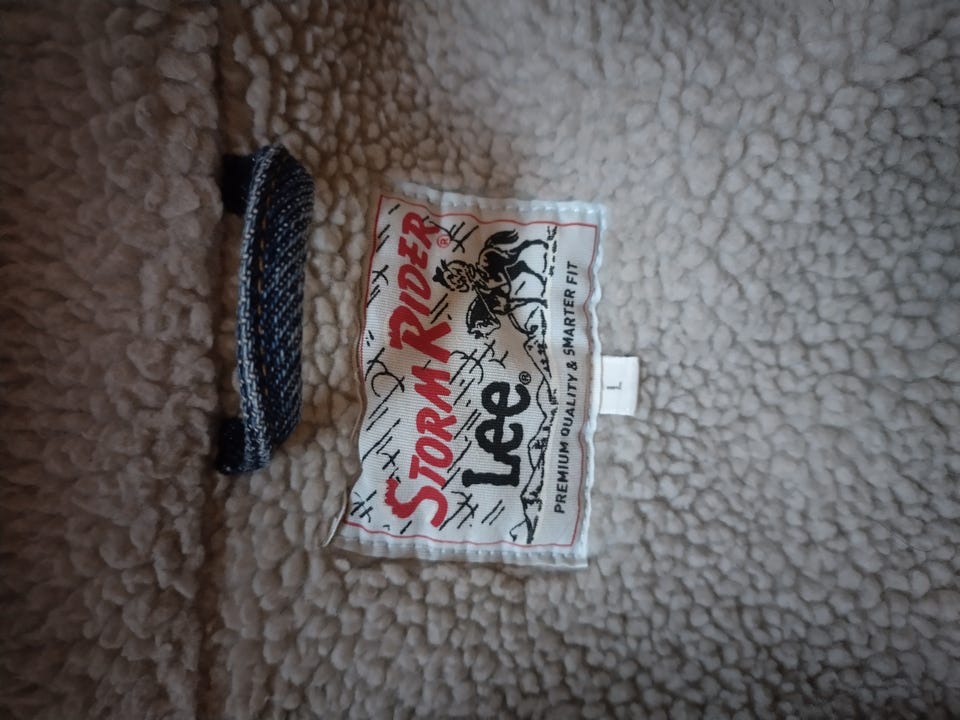 STORM RIDER®
Lee®
PREMIUM QUALITY & SMARTER FIT
L